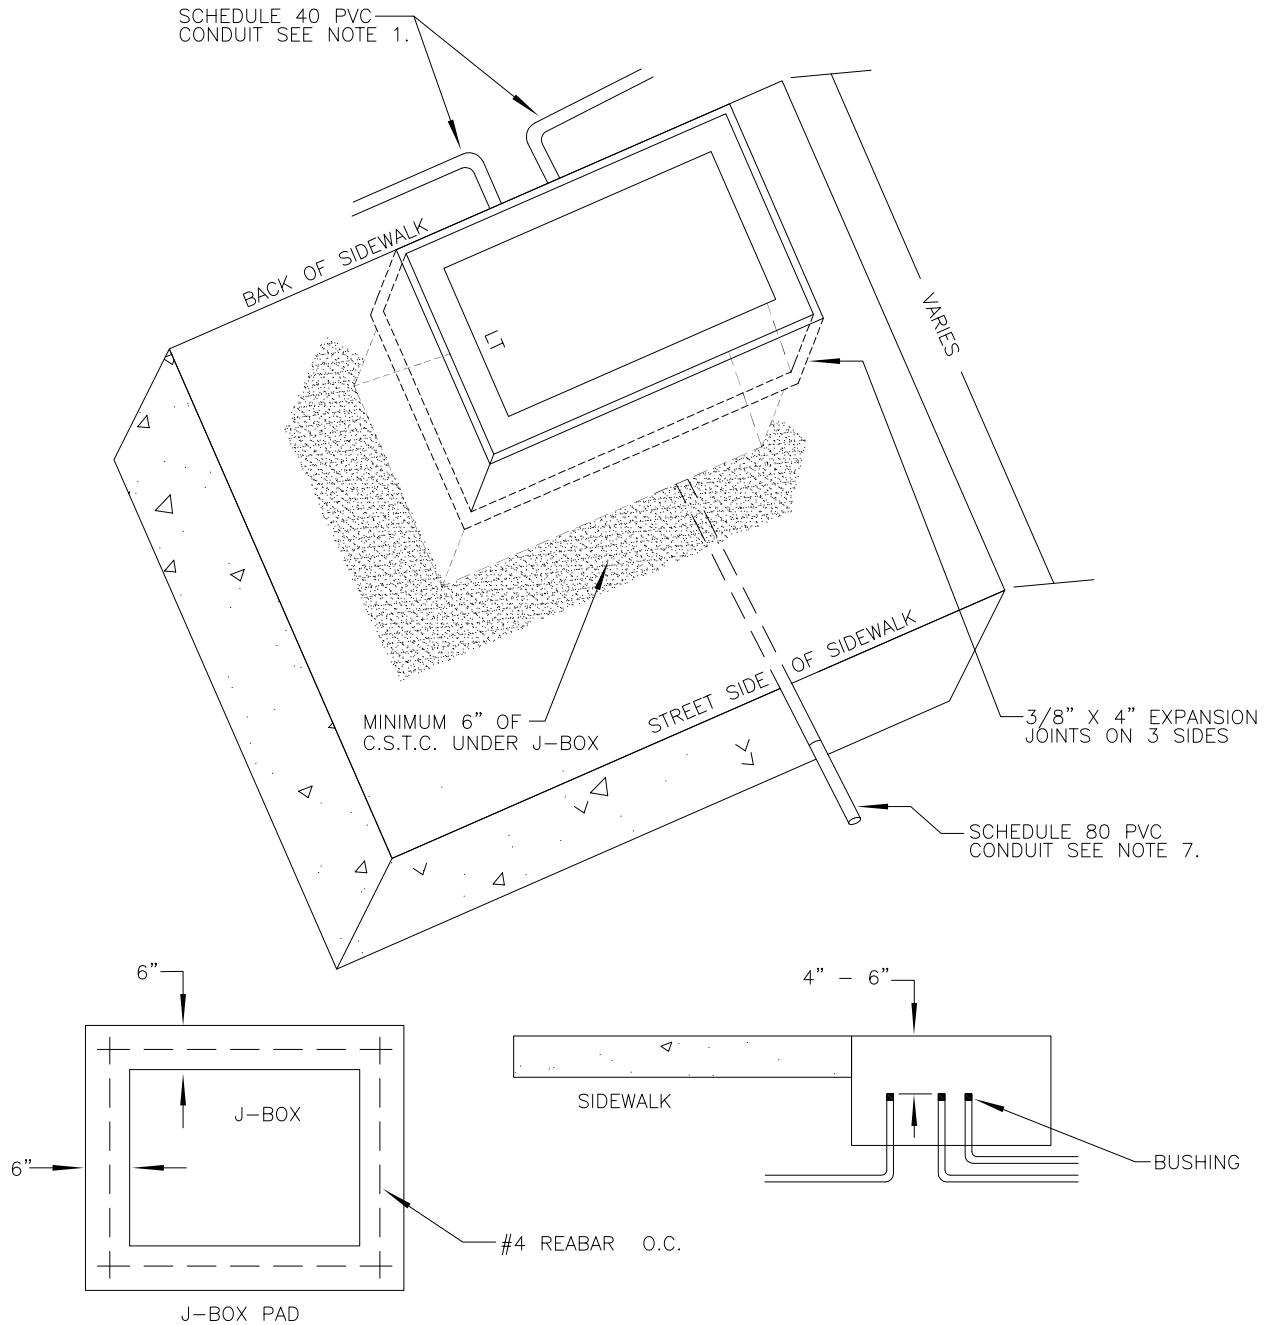 SCHEDULE 40 PVC
CONDUIT SEE NOTE 1.
BACK OF SIDEWALK
LT
VARIES
MINIMUM 6” OF
C.S.T.C. UNDER J-BOX
STREET SIDE OF SIDEWALK
3/8” X 4” EXPANSION
JOINTS ON 3 SIDES
SCHEDULE 80 PVC
CONDUIT SEE NOTE 7.
6”
J-BOX
6”
#4 REABAR O.C.
J-BOX PAD
4” - 6”
SIDEWALK
BUSHING